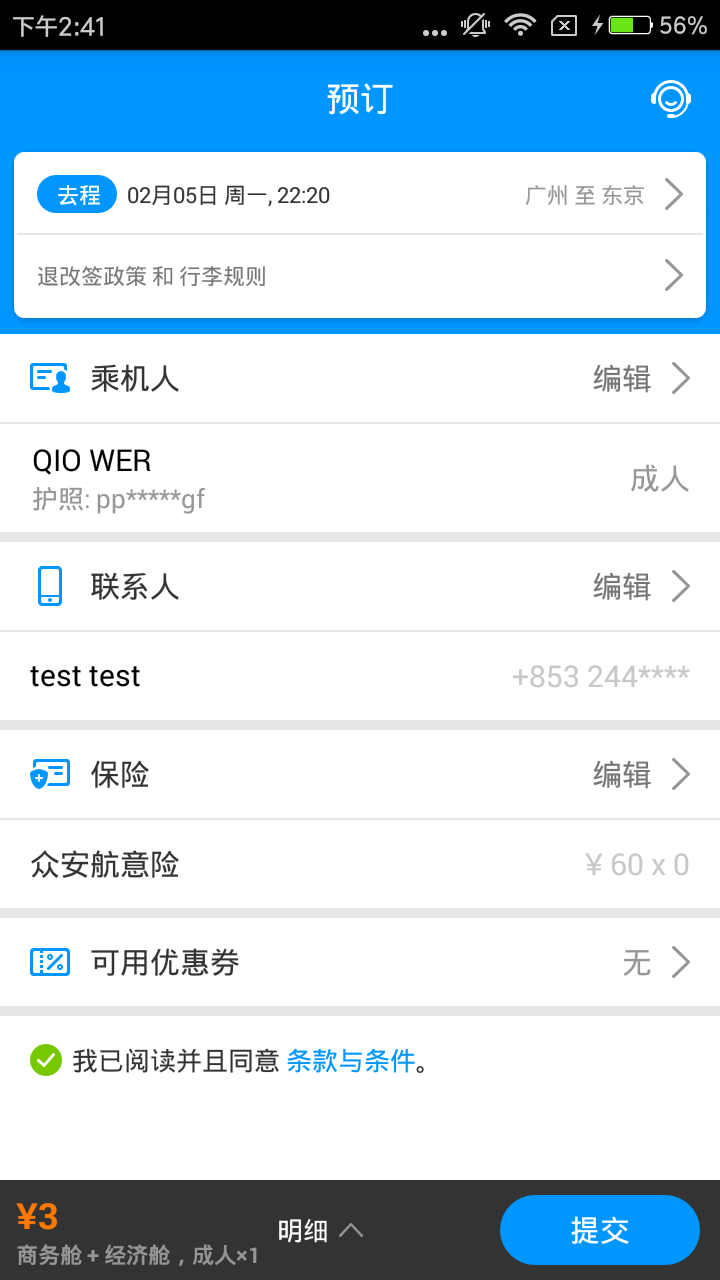 下午2:41
56%
预订
去程 02月05日 周一, 22:20 广州 至 东京
退改签政策 和 行李规则
乘机人 编辑
QIO WER
护照: pp*****gf
成人
联系人 编辑
test test +853 244****
保险 编辑
众安航意险 ¥ 60 x 0
可用优惠券 无
我已阅读并且同意 条款与条件。
¥3
商务舱+经济舱，成人×1
明细
提交